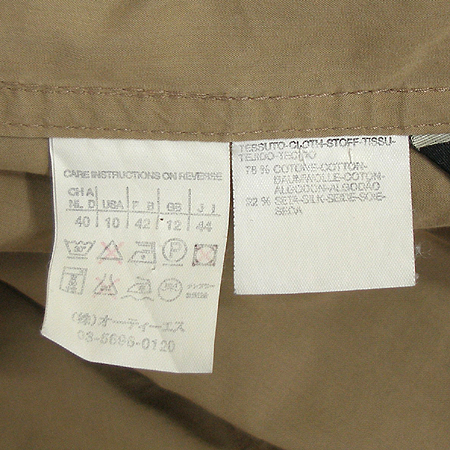 CARE INSTRUCTIONS ON REVERSE
CH A
NL D USA F B GB J I
40 10 42 12 44
(株)オーティーエス
03-5696-0120
TESSUTO-CLOTH-STOFF-TISSU-
78 % COTONE-COTTON-
BAUMWOLLE-COTON-
ALGODON-ALGODÃO
22 % SETA-SILK-SEIDE-SOIE-
SEDA